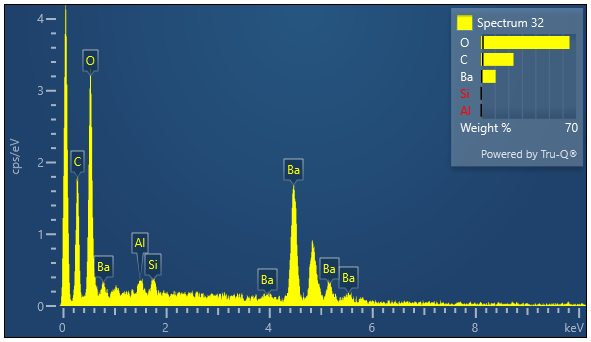 Spectrum 32
O
C
Ba
Si
Al
Weight % 70
Powered by Tru-Q®
cps/eV
4
3
2
1
0
O
C
Ba
Al
Si
Ba
Ba
Ba
Ba
0 2 4 6 8 keV